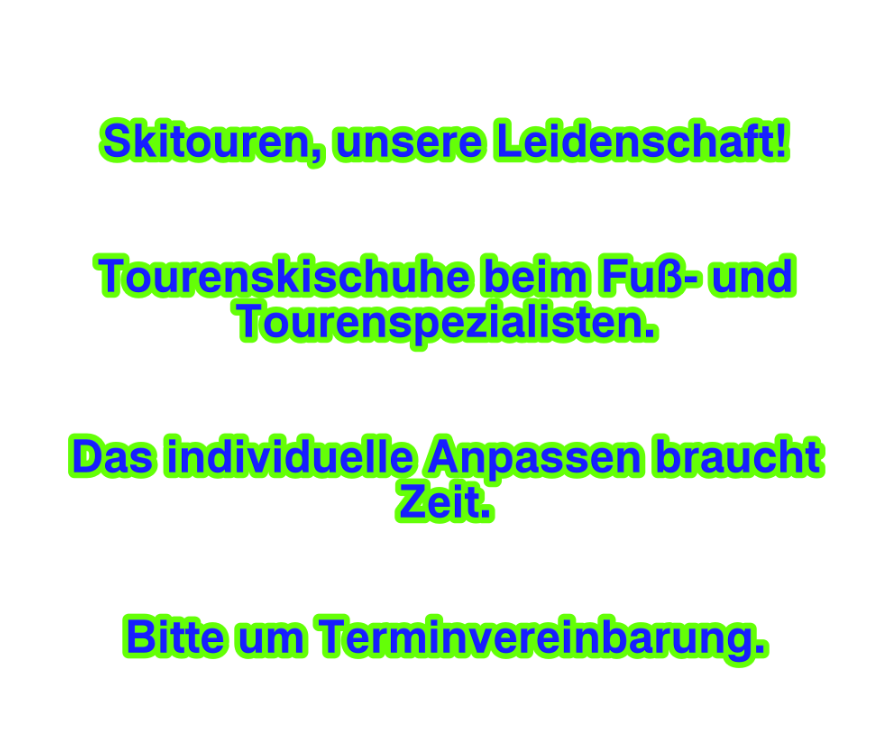 Skitouren, unsere Leidenschaft!
Tourenskischuhe beim Fuß- und
Tourenspezialisten.
Das individuelle Anpassen braucht
Zeit.
Bitte um Terminvereinbarung.